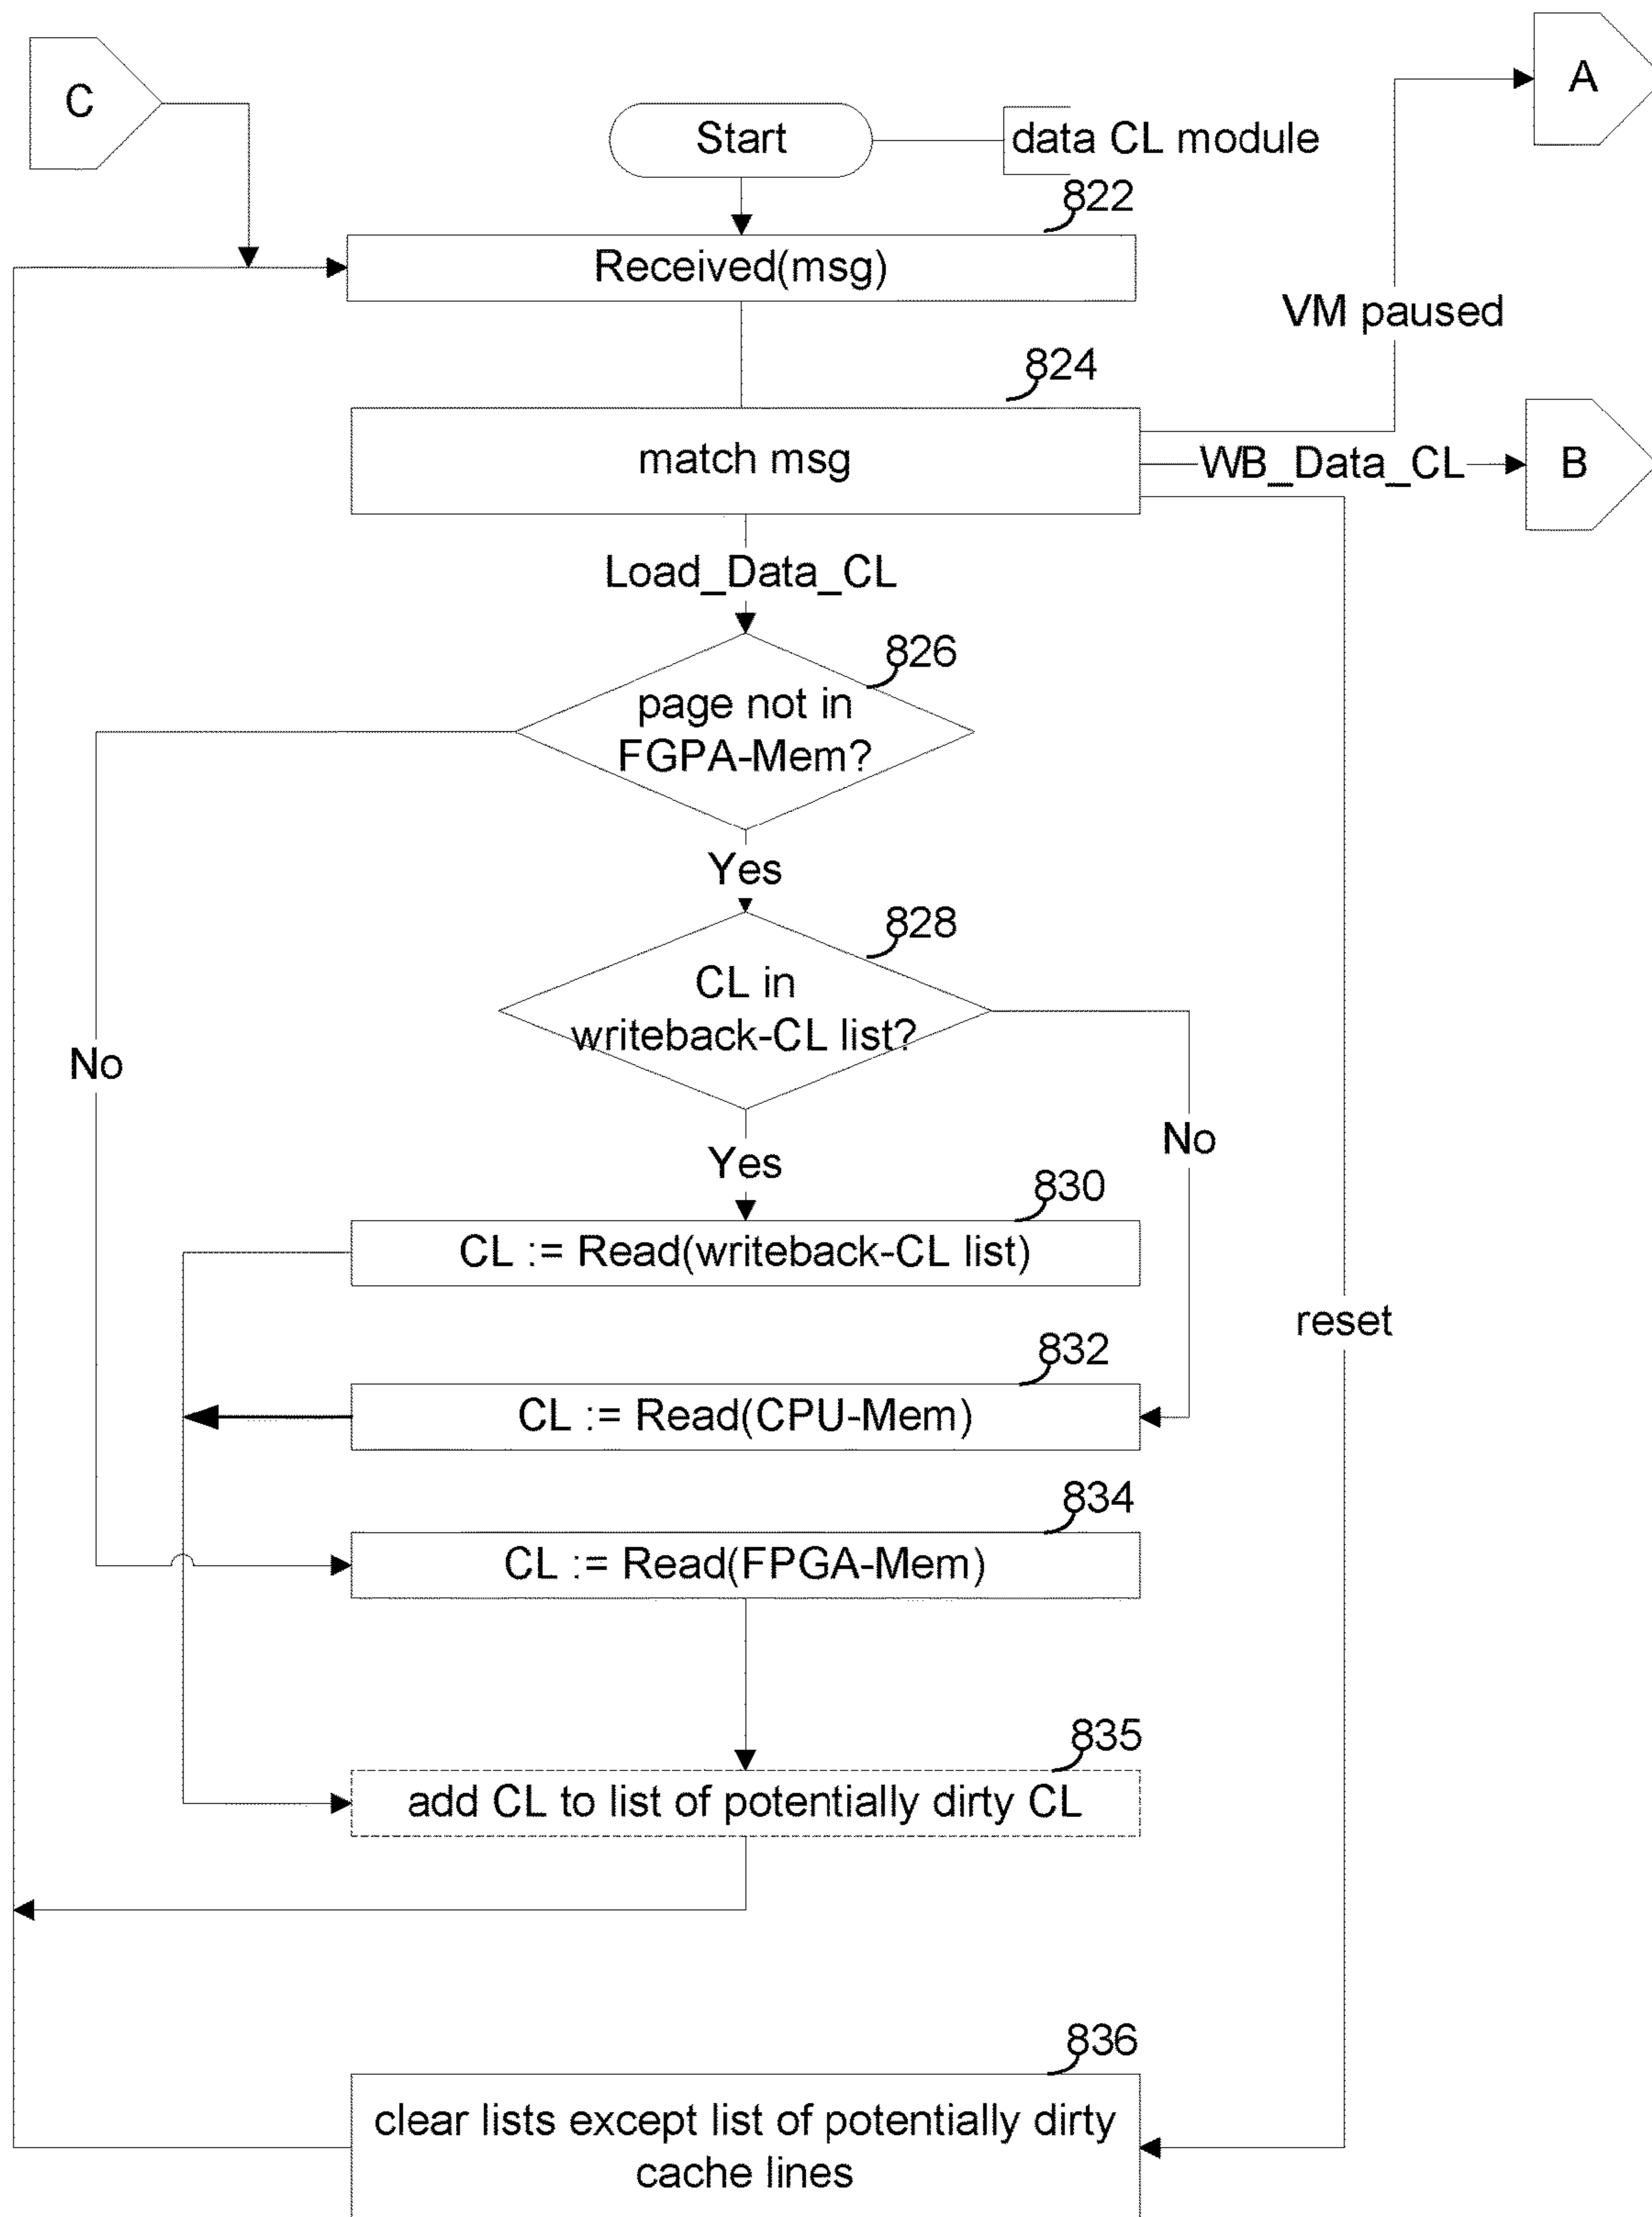 C
A
Start
data CL module
822
Received(msg)
VM paused
824
match msg
WB_Data_CL
B
Load_Data_CL
826
page not in
FGPA-Mem?
Yes
828
CL in
writeback-CL list?
No
No
Yes
830
CL := Read(writeback-CL list)
reset
832
CL := Read(CPU-Mem)
834
CL := Read(FPGA-Mem)
835
add CL to list of potentially dirty CL
836
clear lists except list of potentially dirty
cache lines